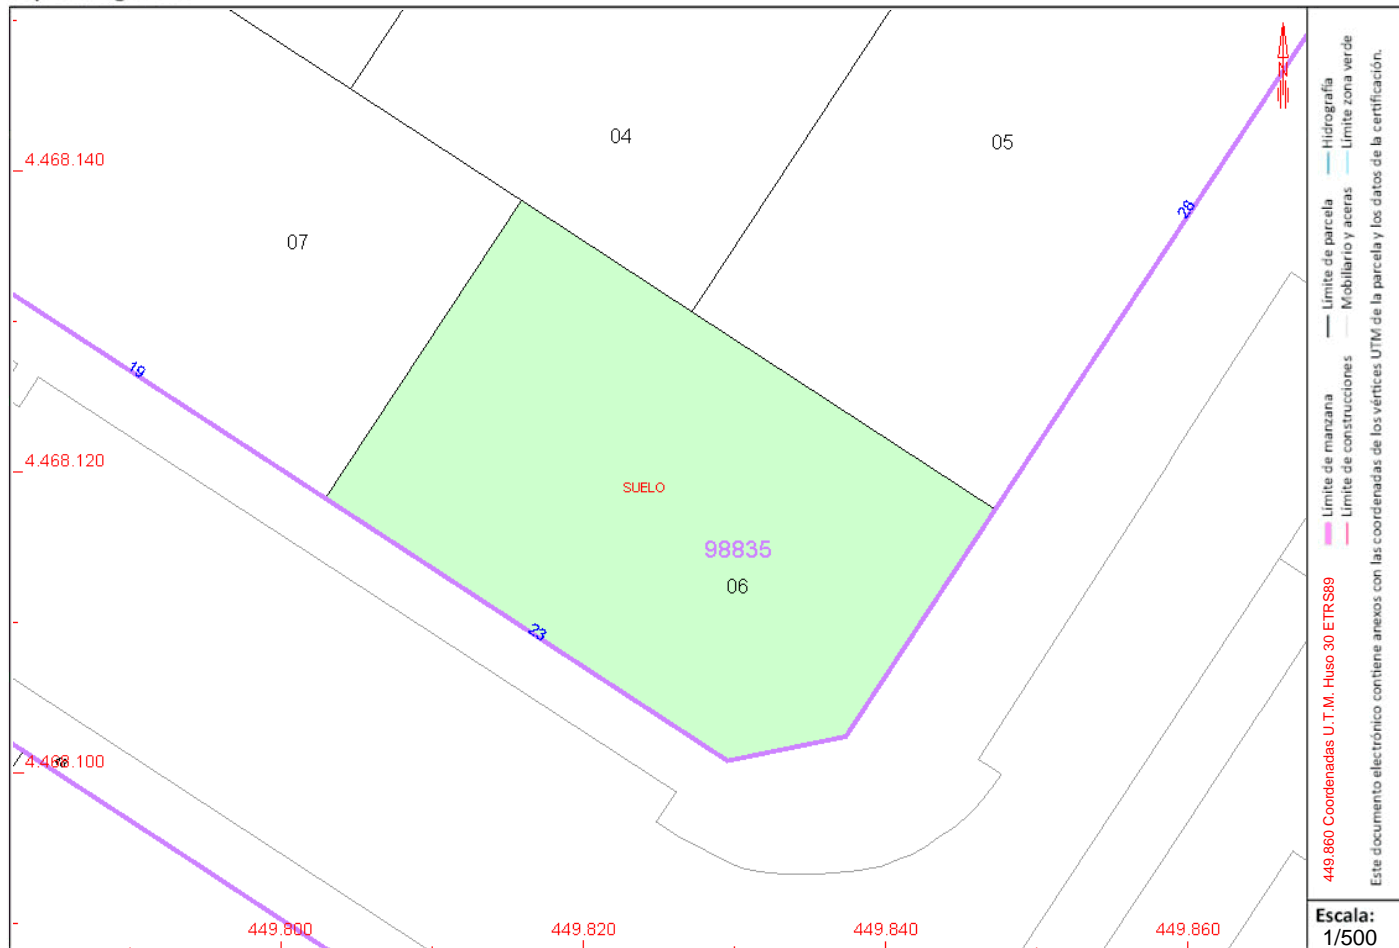 04
05
4.468.140
28
07
19
4.468.120
SUELO
98835
06
23
4.468.100
449.800
449.820
449.840
449.860
Hidrografía
Límite zona verde
Límite de parcela
Mobiliario y aceras
Límite de manzana
Límite de construcciones
449.860 Coordenadas U.T.M. Huso 30 ETRS89
Este documento electrónico contiene anexos con las coordenadas de los vértices UTM de la parcela y los datos de la certificación.
Escala:
1/500